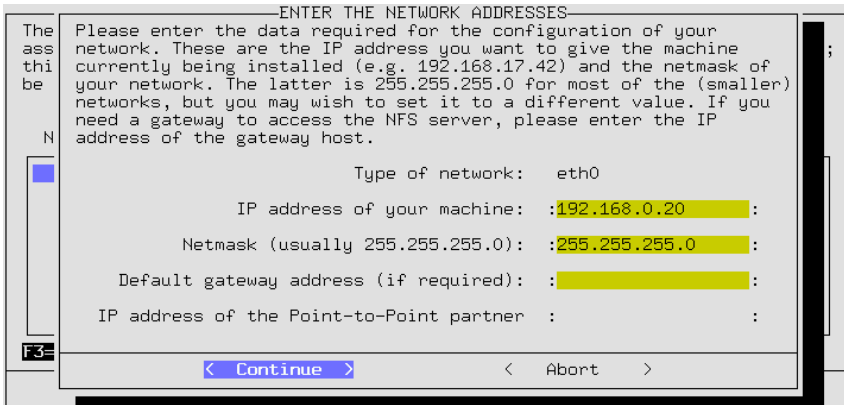 ENTER THE NETWORK ADDRESSES
The
ass
thi
be
N
Please enter the data required for the configuration of your
network. These are the IP address you want to give the machine
currently being installed (e.g. 192.168.17.42) and the netmask of
your network. The latter is 255.255.255.0 for most of the (smaller)
networks, but you may wish to set it to a different value. If you
need a gateway to access the NFS server, please enter the IP
address of the gateway host.
;
Type of network: eth0
IP address of your machine: :192.168.0.20 :
Netmask (usually 255.255.255.0): :255.255.255.0 :
Default gateway address (if required): : :
IP address of the Point-to-Point partner : :
F3=
< Continue > < Abort >